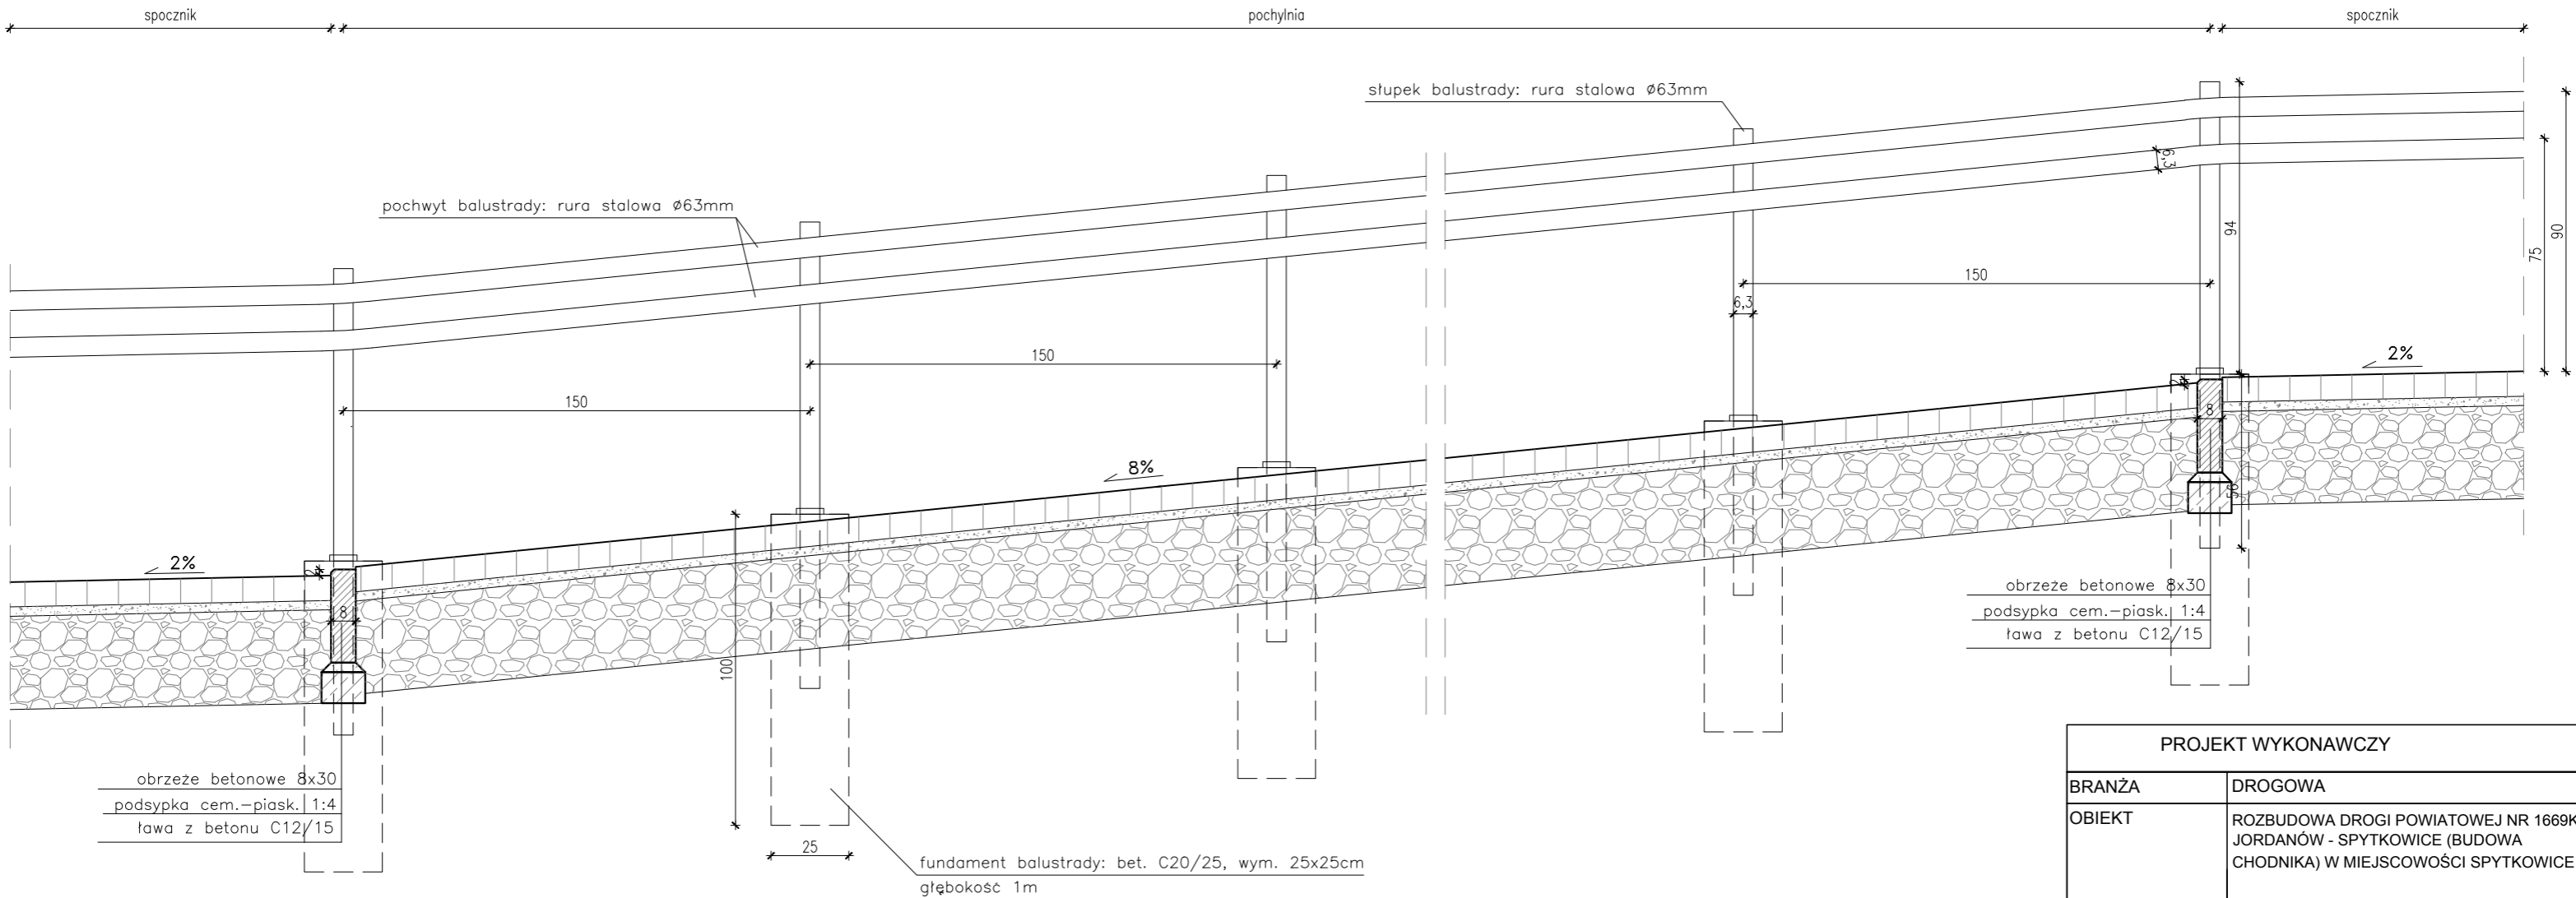 spocznik
pochylnia
spocznik
słupek balustrady: rura stalowa ø63mm
pochwyt balustrady: rura stalowa ø63mm
6,3
94
75
90
150
6,3
150
150
2%
8%
2%
2
8
2
8
56
100
25
obrzeże betonowe 8x30
podsypka cem.-piask. 1:4
ława z betonu C12/15
obrzeże betonowe 8x30
podsypka cem.-piask. 1:4
ława z betonu C12/15
fundament balustrady: bet. C20/25, wym. 25x25cm
głębokość 1m
PROJEKT WYKONAWCZY
BRANŻA
DROGOWA
OBIEKT
ROZBUDOWA DROGI POWIATOWEJ NR 1669K
JORDANÓW - SPYTKOWICE (BUDOWA
CHODNIKA) W MIEJSCOWOŚCI SPYTKOWICE